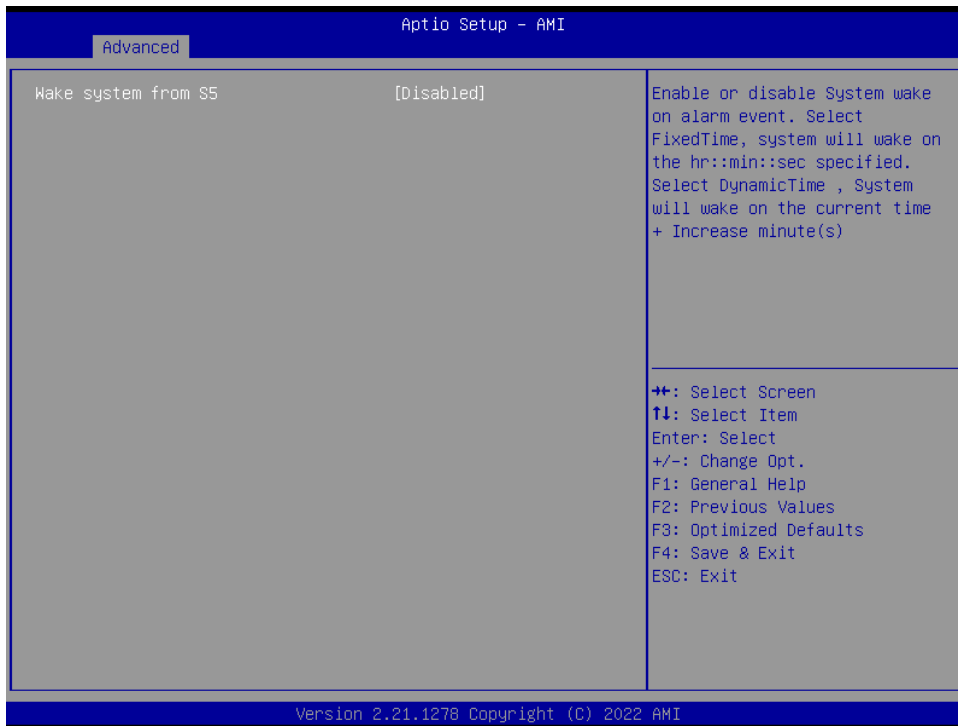 Aptio Setup – AMI
Advanced
Wake system from S5 [Disabled]
Enable or disable System wake
on alarm event. Select
FixedTime, system will wake on
the hr::min::sec specified.
Select DynamicTime , System
will wake on the current time
+ Increase minute(s)
→←: Select Screen
↑↓: Select Item
Enter: Select
+/-: Change Opt.
F1: General Help
F2: Previous Values
F3: Optimized Defaults
F4: Save & Exit
ESC: Exit
Version 2.21.1278 Copyright (C) 2022 AMI